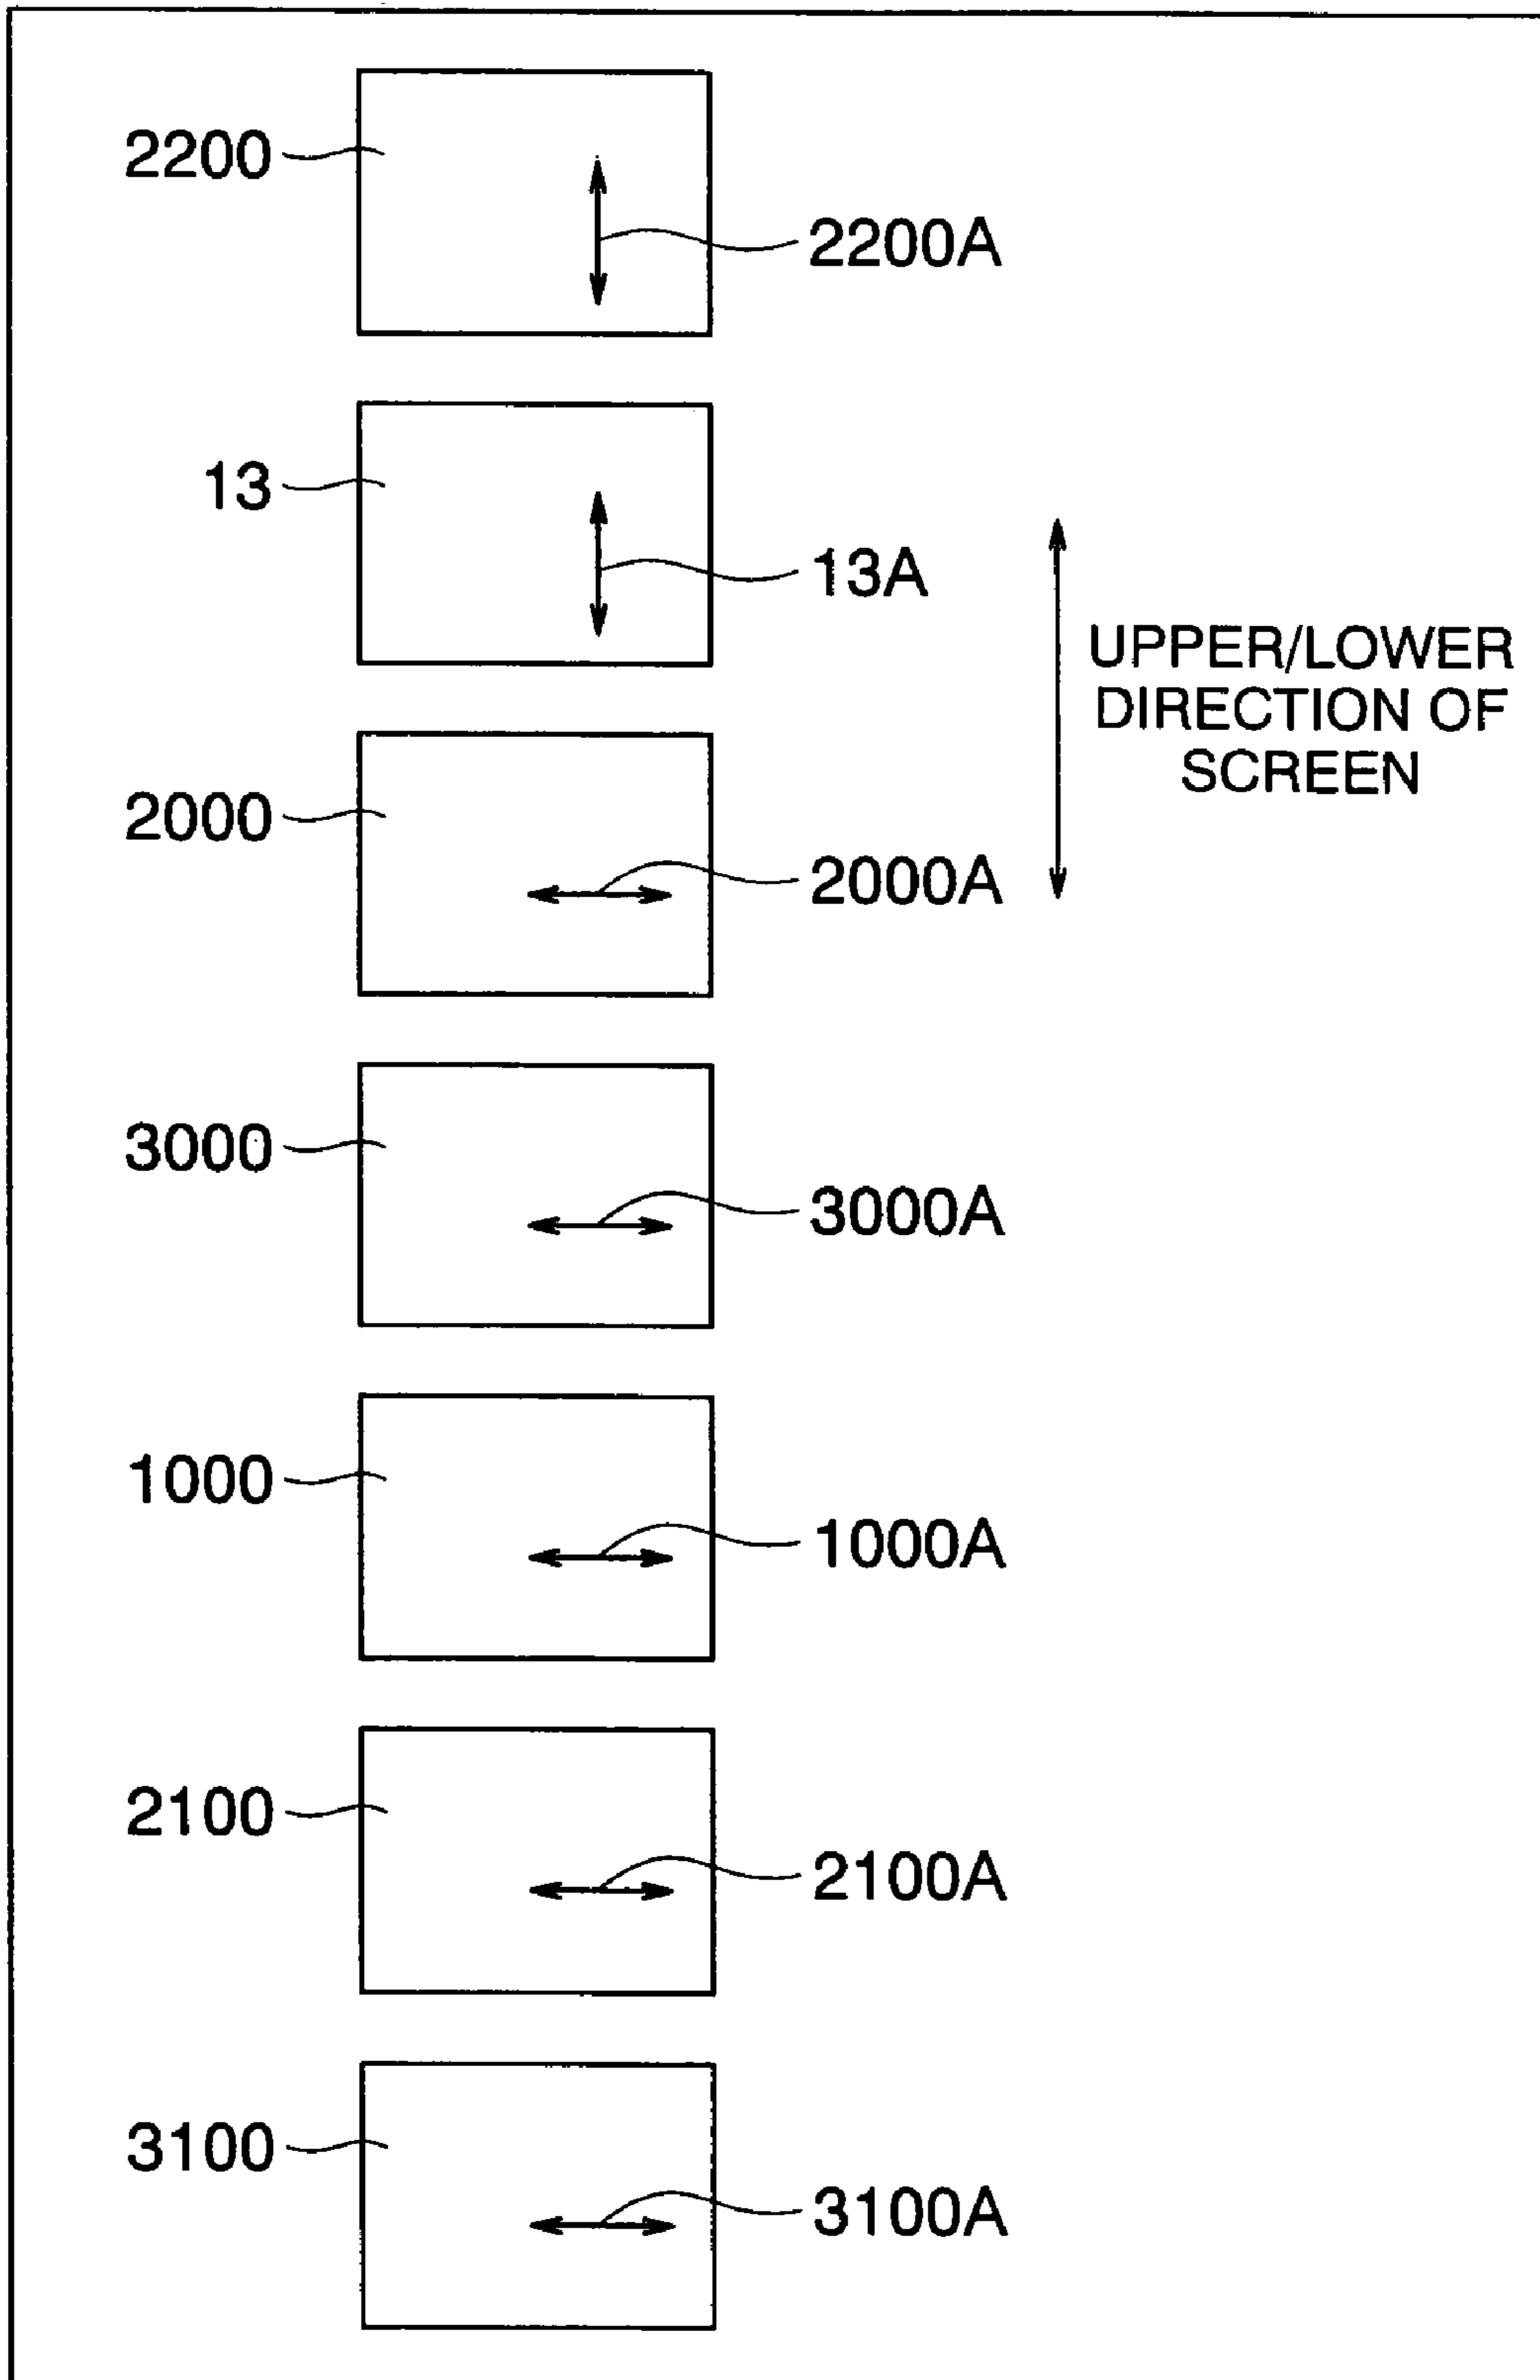 2200
2200A
13
13A
UPPER/LOWER
DIRECTION OF
SCREEN
2000
2000A
3000
3000A
1000
1000A
2100
2100A
3100
3100A